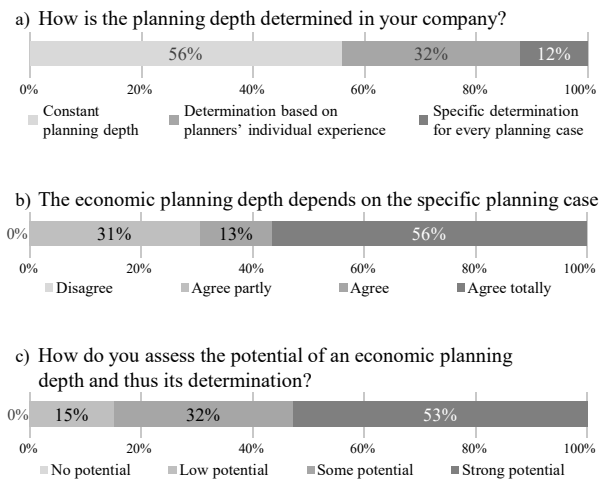 a) How is the planning depth determined in your company?
56% 32% 12%
0% 20% 40% 60% 80% 100%
Constant planning depth
Determination based on planners' individual experience
Specific determination for every planning case
b) The economic planning depth depends on the specific planning case
0% 31% 13% 56%
0% 20% 40% 60% 80% 100%
Disagree Agree partly Agree Agree totally
c) How do you assess the potential of an economic planning
depth and thus its determination?
0% 15% 32% 53%
0% 20% 40% 60% 80% 100%
No potential Low potential Some potential Strong potential